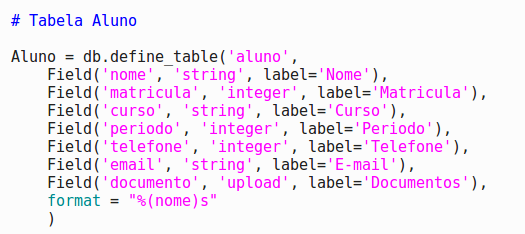 # Tabela Aluno
Aluno = db.define_table('aluno',
    Field('nome', 'string', label='Nome'),
    Field('matricula', 'integer', label='Matricula'),
    Field('curso', 'string', label='Curso'),
    Field('periodo', 'integer', label='Periodo'),
    Field('telefone', 'integer', label='Telefone'),
    Field('email', 'string', label='E-mail'),
    Field('documento', 'upload', label='Documentos'),
    format = "%(nome)s"
    )